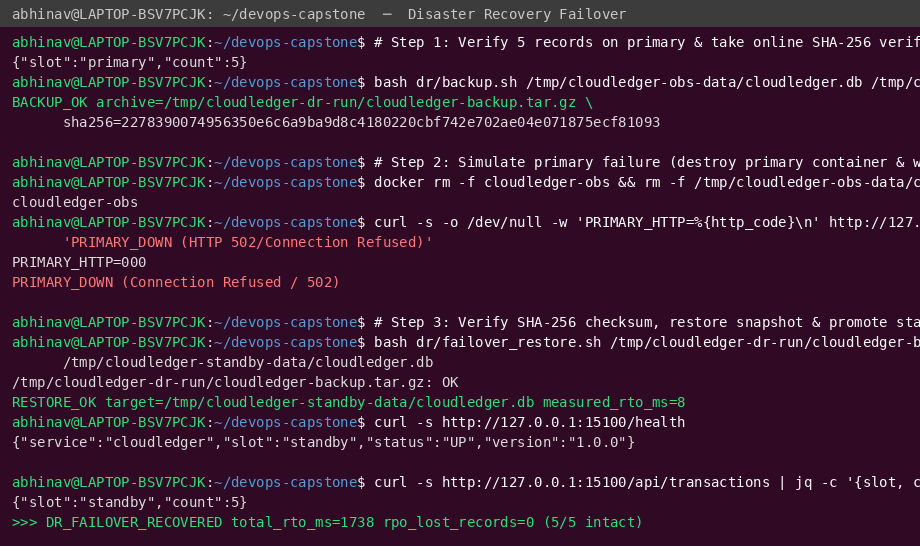 abhinav@LAPTOP-BSV7PCJK: ~/devops-capstone  —  Disaster Recovery Failover
abhinav@LAPTOP-BSV7PCJK:~/devops-capstone$ # Step 1: Verify 5 records on primary & take online SHA-256 verif
{"slot":"primary","count":5}
abhinav@LAPTOP-BSV7PCJK:~/devops-capstone$ bash dr/backup.sh /tmp/cloudledger-obs-data/cloudledger.db /tmp/c
BACKUP_OK archive=/tmp/cloudledger-dr-run/cloudledger-backup.tar.gz \
sha256=2278390074956350e6c6a9ba9d8c4180220cbf742e702ae04e071875ecf81093
abhinav@LAPTOP-BSV7PCJK:~/devops-capstone$ # Step 2: Simulate primary failure (destroy primary container & w
abhinav@LAPTOP-BSV7PCJK:~/devops-capstone$ docker rm -f cloudledger-obs && rm -f /tmp/cloudledger-obs-data/c
cloudledger-obs
abhinav@LAPTOP-BSV7PCJK:~/devops-capstone$ curl -s -o /dev/null -w 'PRIMARY_HTTP=%{http_code}\n' http://127.
'PRIMARY_DOWN (HTTP 502/Connection Refused)'
PRIMARY_HTTP=000
PRIMARY_DOWN (Connection Refused / 502)
abhinav@LAPTOP-BSV7PCJK:~/devops-capstone$ # Step 3: Verify SHA-256 checksum, restore snapshot & promote sta
abhinav@LAPTOP-BSV7PCJK:~/devops-capstone$ bash dr/failover_restore.sh /tmp/cloudledger-dr-run/cloudledger-b
/tmp/cloudledger-standby-data/cloudledger.db
/tmp/cloudledger-dr-run/cloudledger-backup.tar.gz: OK
RESTORE_OK target=/tmp/cloudledger-standby-data/cloudledger.db measured_rto_ms=8
abhinav@LAPTOP-BSV7PCJK:~/devops-capstone$ curl -s http://127.0.0.1:15100/health
{"service":"cloudledger","slot":"standby","status":"UP","version":"1.0.0"}
abhinav@LAPTOP-BSV7PCJK:~/devops-capstone$ curl -s http://127.0.0.1:15100/api/transactions | jq -c '{slot, c
{"slot":"standby","count":5}
>>> DR_FAILOVER_RECOVERED total_rto_ms=1738 rpo_lost_records=0 (5/5 intact)